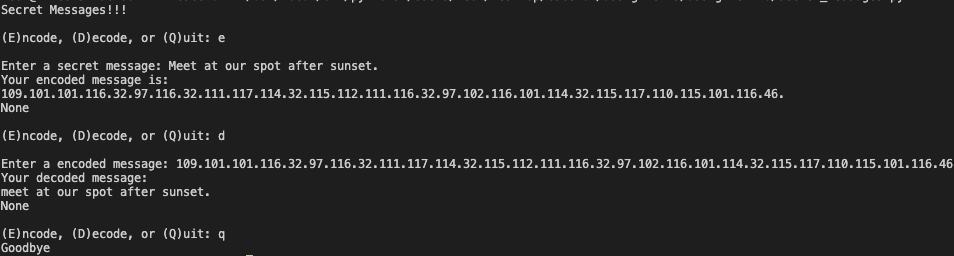 Secret Messages!!!
(E)ncode, (D)ecode, or (Q)uit: e
Enter a secret message: Meet at our spot after sunset.
Your encoded message is:
109.101.101.116.32.97.116.32.111.117.114.32.115.112.111.116.32.97.102.116.101.114.32.115.117.110.115.101.116.46.
None
(E)ncode, (D)ecode, or (Q)uit: d
Enter a encoded message: 109.101.101.116.32.97.116.32.111.117.114.32.115.112.111.116.32.97.102.116.101.114.32.115.117.110.115.101.116.46
Your decoded message:
meet at our spot after sunset.
None
(E)ncode, (D)ecode, or (Q)uit: q
Goodbye